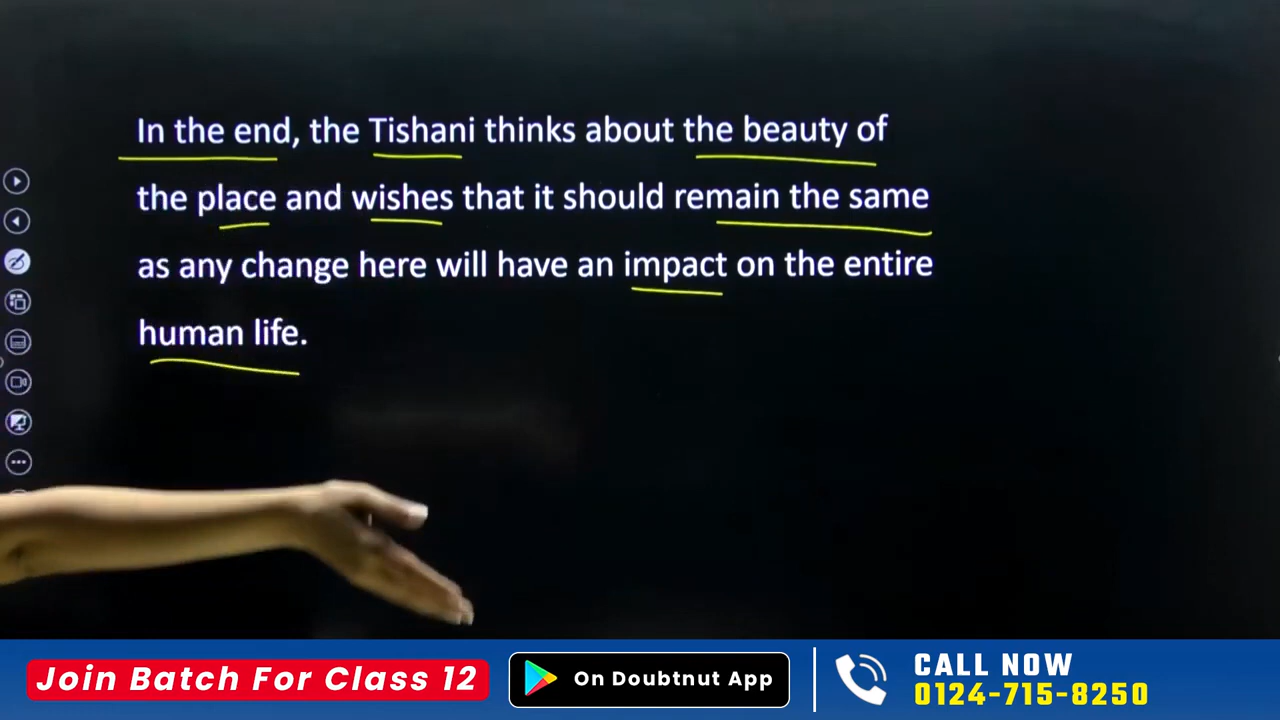 In the end, the Tishani thinks about the beauty of
the place and wishes that it should remain the same
as any change here will have an impact on the entire
human life.
Join Batch For Class 12
On Doubtnut App
CALL NOW
0124-715-8250